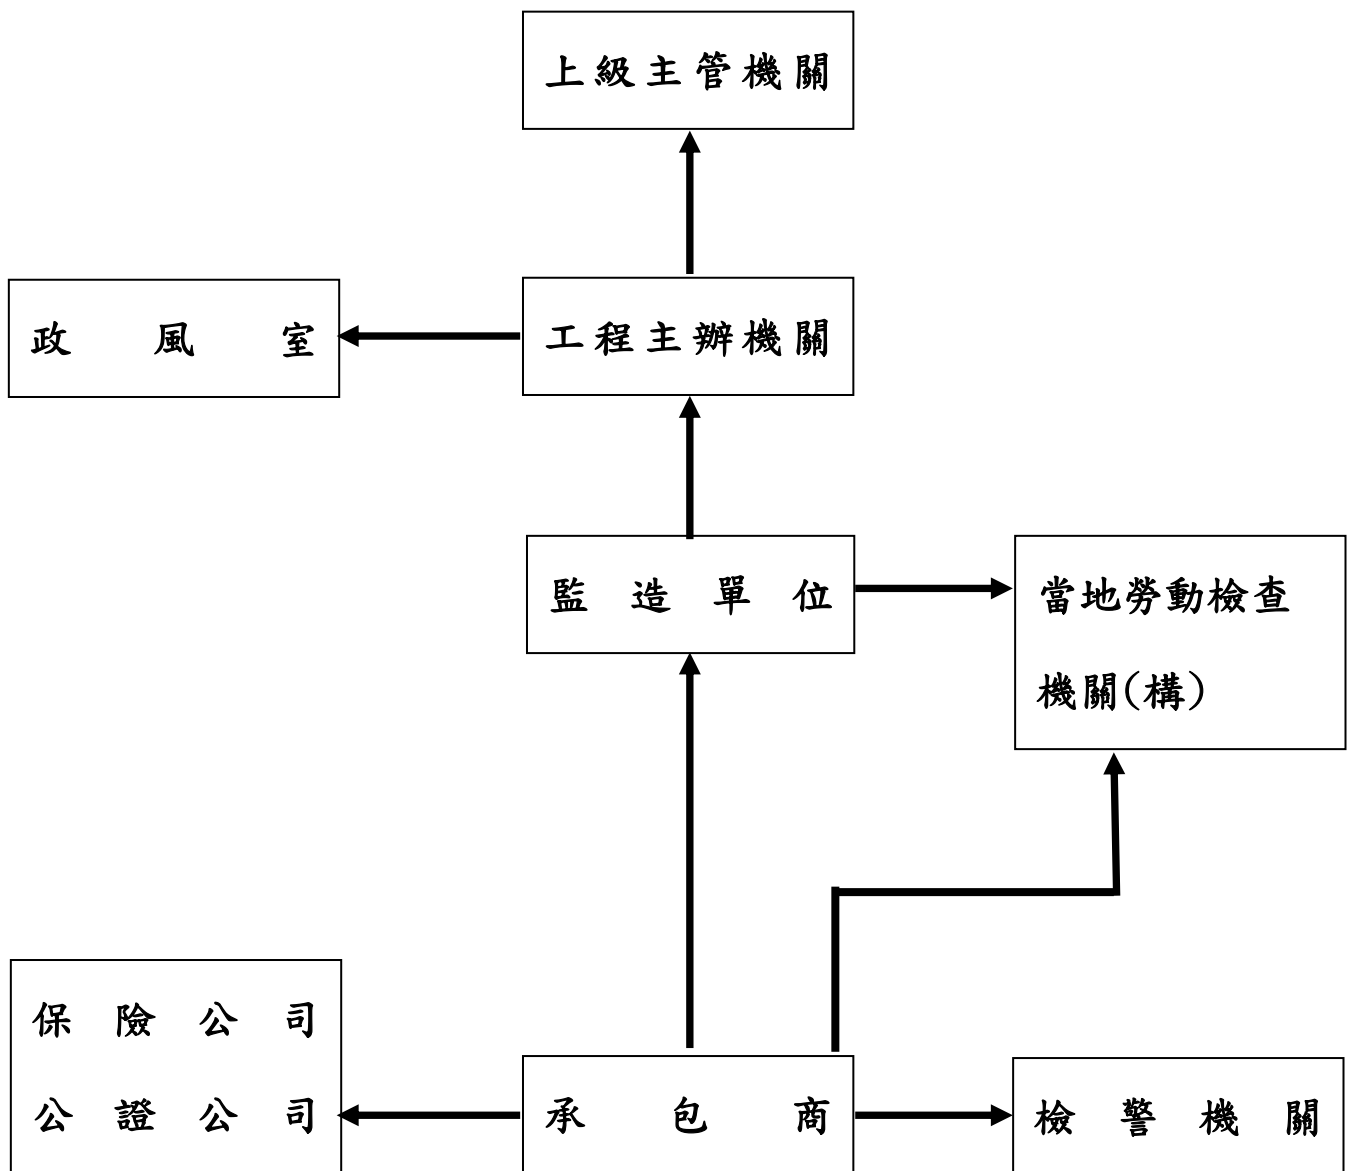 上級主管機關
政風室
工程主辦機關
監造單位
當地勞動檢查
機關(構)
保險公司
公證公司
承包商
檢警機關